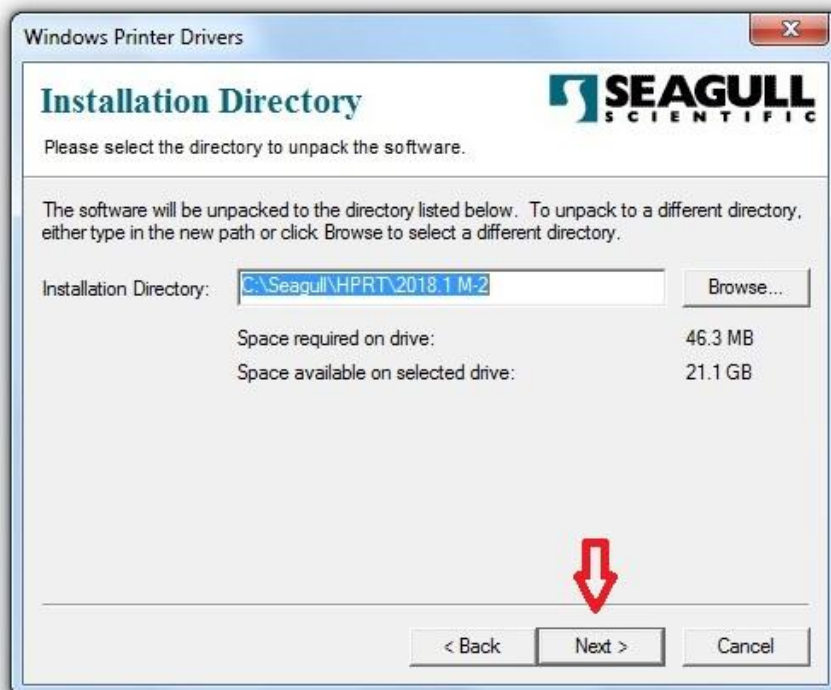 Windows Printer Drivers
Installation Directory
SEAGULL
SCIENTIFIC
Please select the directory to unpack the software.
The software will be unpacked to the directory listed below. To unpack to a different directory,
either type in the new path or click Browse to select a different directory.
Installation Directory: C:\Seagull\HPRT\2018.1 M-2 Browse...
Space required on drive: 46.3 MB
Space available on selected drive: 21.1 GB
< Back Next > Cancel